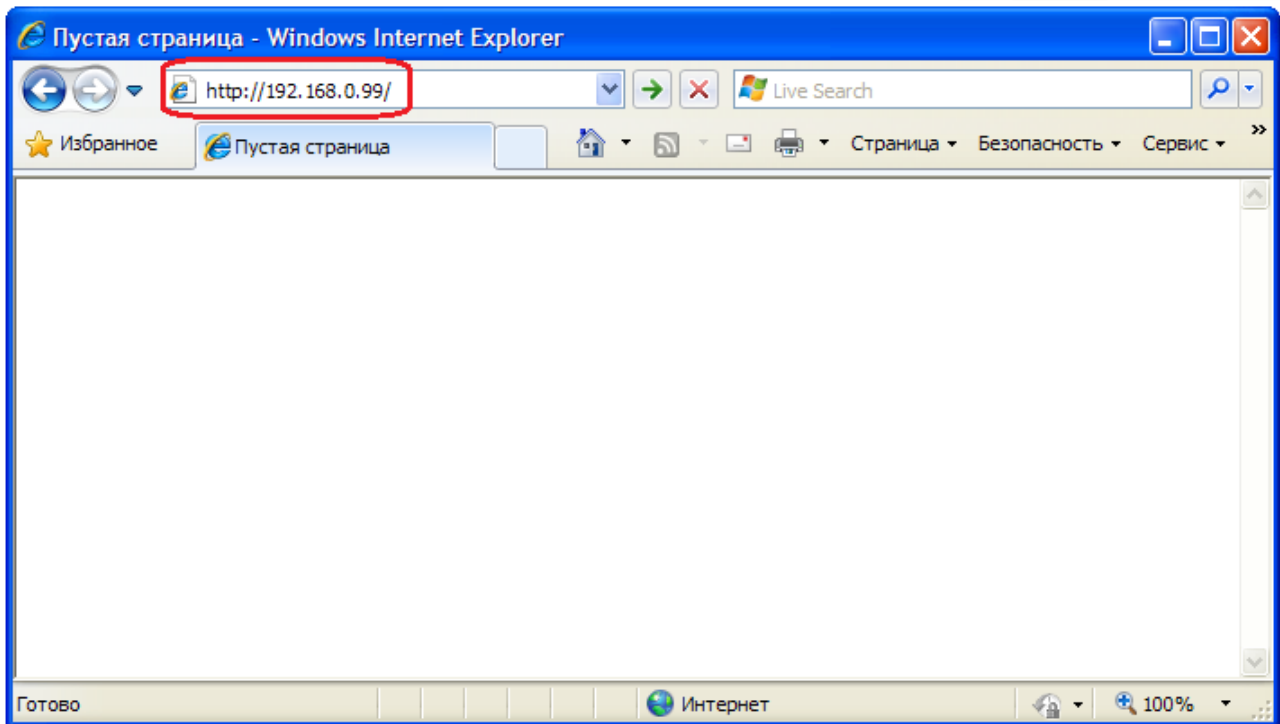 Пустая страница - Windows Internet Explorer
http://192.168.0.99/ Live Search
Избранное Пустая страница Страница Безопасность Сервис »
Готово Интернет 100%